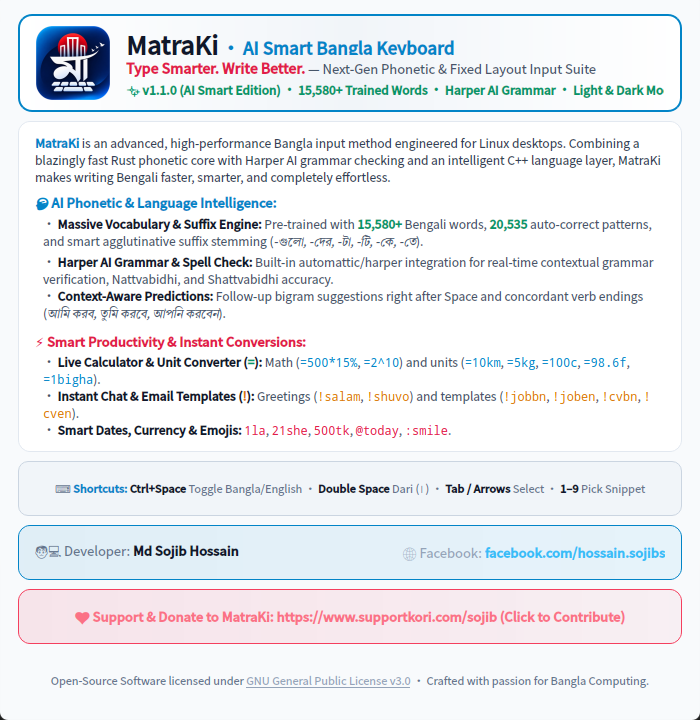 মা
MatraKi • AI Smart Bangla Keyboard
Type Smarter. Write Better. — Next-Gen Phonetic & Fixed Layout Input Suite
v1.1.0 (AI Smart Edition) • 15,580+ Trained Words • Harper AI Grammar • Light & Dark Mo
MatraKi is an advanced, high-performance Bangla input method engineered for Linux desktops. Combining a
blazingly fast Rust phonetic core with Harper AI grammar checking and an intelligent C++ language layer, MatraKi
makes writing Bengali faster, smarter, and completely effortless.
AI Phonetic & Language Intelligence:
• Massive Vocabulary & Suffix Engine: Pre-trained with 15,580+ Bengali words, 20,535 auto-correct patterns,
and smart agglutinative suffix stemming (-গুলো, -দের, -টা, -টি, -কে, -তে).
• Harper AI Grammar & Spell Check: Built-in automattic/harper integration for real-time contextual grammar
verification, Nattvabidhi, and Shattvabidhi accuracy.
• Context-Aware Predictions: Follow-up bigram suggestions right after Space and concordant verb endings
(আমি করব, তুমি করবে, আপনি করবেন).
⚡ Smart Productivity & Instant Conversions:
• Live Calculator & Unit Converter (=): Math (=500*15%, =2^10) and units (=10km, =5kg, =100c, =98.6f,
=1bigha).
• Instant Chat & Email Templates (!): Greetings (!salam, !shuvo) and templates (!jobbn, !joben, !cvbn, !
cven).
• Smart Dates, Currency & Emojis: 1la, 21she, 500tk, @today, :smile.
⌨ Shortcuts: Ctrl+Space Toggle Bangla/English • Double Space Dari (।) • Tab / Arrows Select • 1–9 Pick Snippet
Developer: Md Sojib Hossain
Facebook: facebook.com/hossain.sojibs
❤ Support & Donate to MatraKi: https://www.supportkori.com/sojib (Click to Contribute)
Open-Source Software licensed under GNU General Public License v3.0 • Crafted with passion for Bangla Computing.